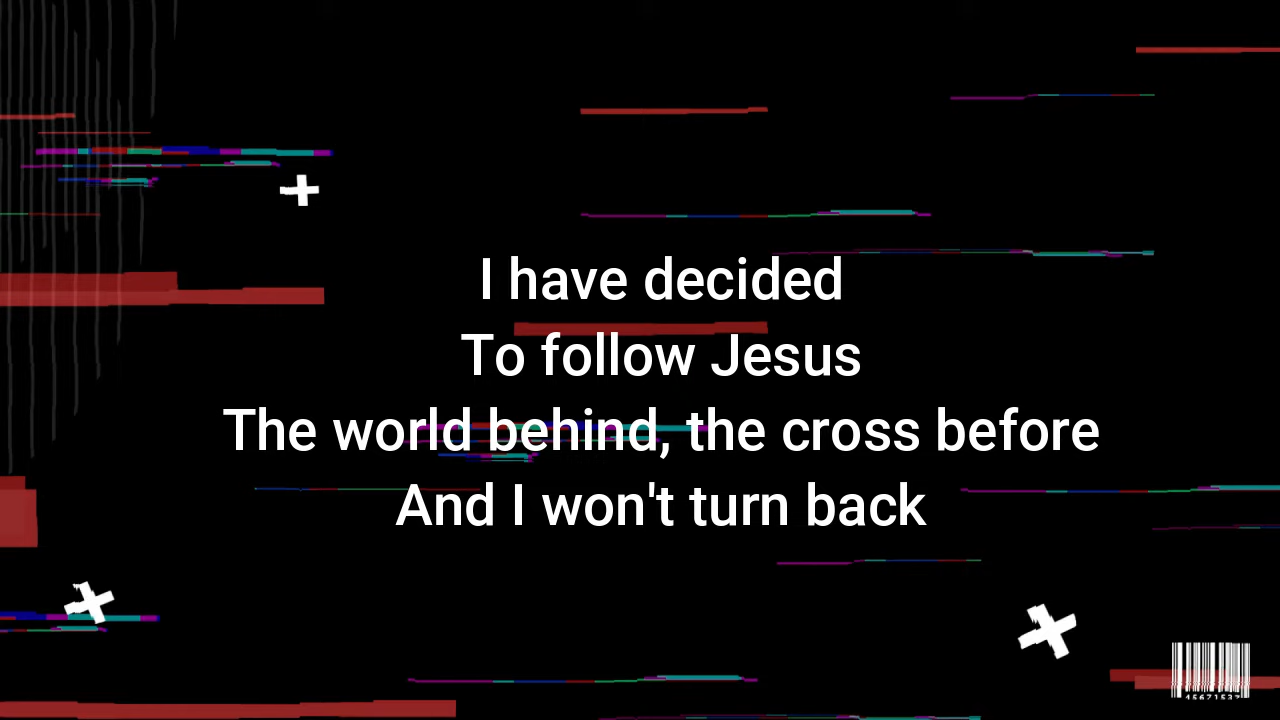 I have decided
To follow Jesus
The world behind, the cross before
And I won't turn back